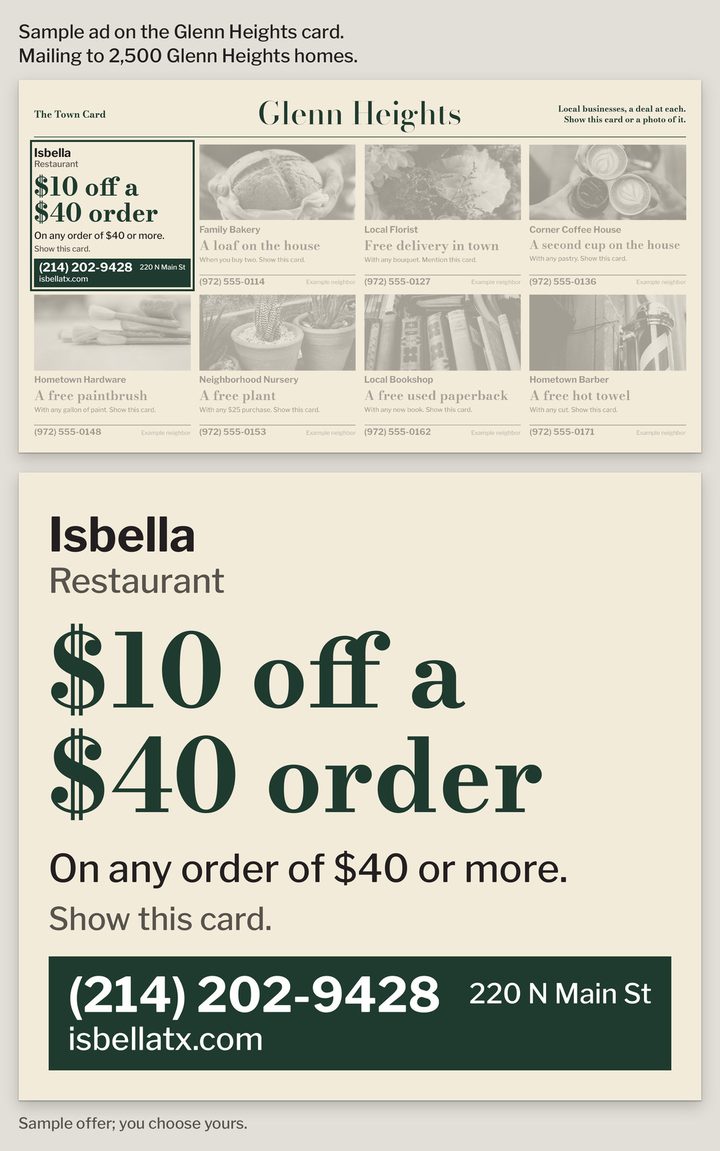 Sample ad on the Glenn Heights card.
Mailing to 2,500 Glenn Heights homes.
The Town Card
Glenn Heights
Local businesses, a deal at each.
Show this card or a photo of it.
Isbella
Restaurant
$10 off a
$40 order
On any order of $40 or more.
Show this card.
(214) 202-9428 220 N Main St
isbellatx.com
Family Bakery
A loaf on the house
When you buy two. Show this card.
(972) 555-0114 Example neighbor
Local Florist
Free delivery in town
With any bouquet. Mention this card.
(972) 555-0127 Example neighbor
Corner Coffee House
A second cup on the house
With any pastry. Show this card.
(972) 555-0136 Example neighbor
Hometown Hardware
A free paintbrush
With any gallon of paint. Show this card.
(972) 555-0148 Example neighbor
Neighborhood Nursery
A free plant
With any $25 purchase. Show this card.
(972) 555-0153 Example neighbor
Local Bookshop
A free used paperback
With any new book. Show this card.
(972) 555-0162 Example neighbor
Hometown Barber
A free hot towel
With any cut. Show this card.
(972) 555-0171 Example neighbor
Isbella
Restaurant
$10 off a
$40 order
On any order of $40 or more.
Show this card.
(214) 202-9428 220 N Main St
isbellatx.com
Sample offer; you choose yours.